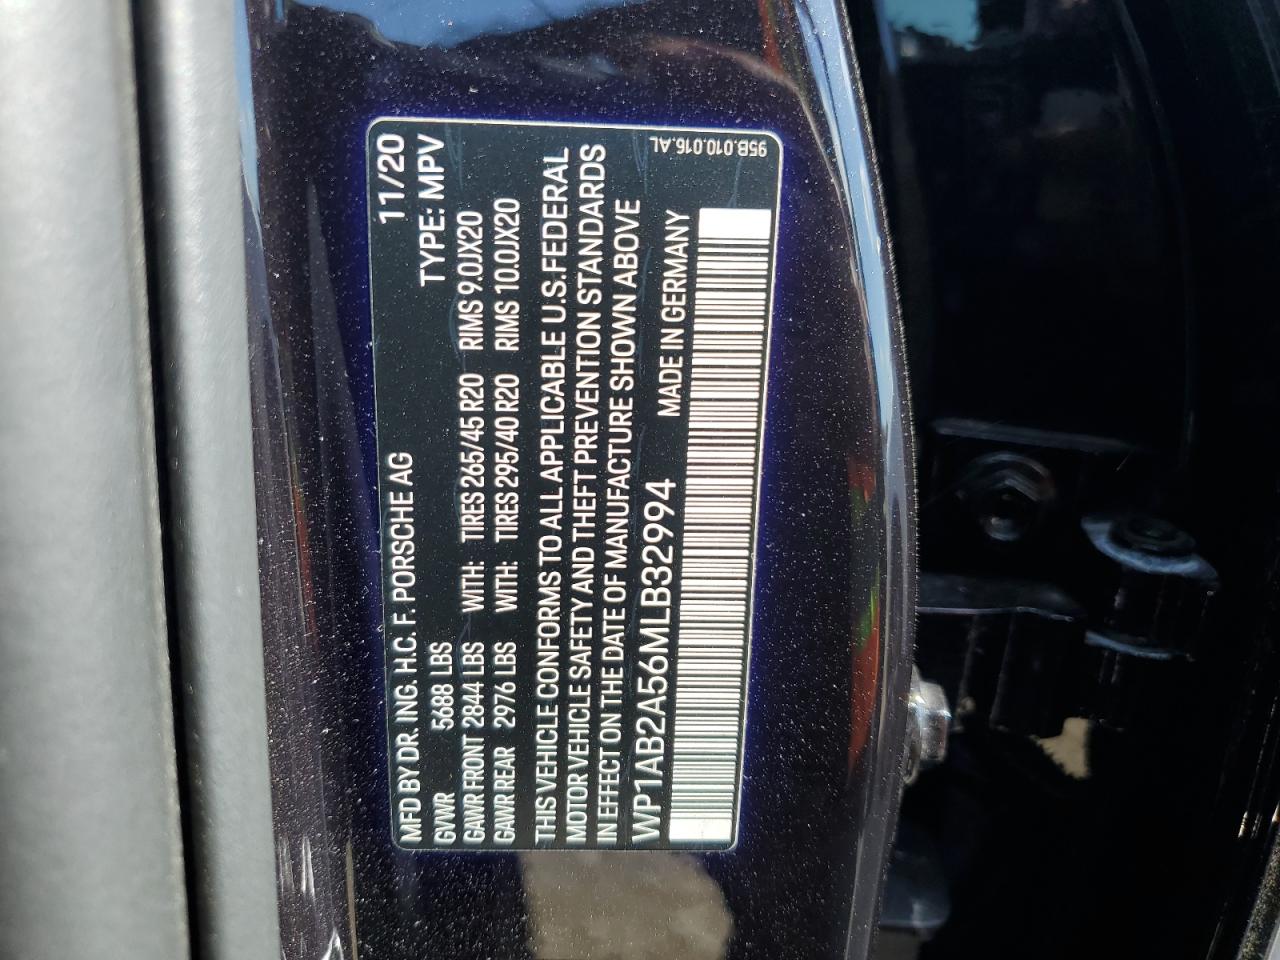 MFD BY DR. ING. H.C. F. PORSCHE AG 11/20
GVWR 5688 LBS TYPE: MPV
GAWR FRONT 2844 LBS WITH: TIRES 265/45 R20 RIMS 9.0JX20
GAWR REAR 2976 LBS WITH: TIRES 295/40 R20 RIMS 10.0JX20
THIS VEHICLE CONFORMS TO ALL APPLICABLE U.S. FEDERAL
MOTOR VEHICLE SAFETY AND THEFT PREVENTION STANDARDS
IN EFFECT ON THE DATE OF MANUFACTURE SHOWN ABOVE
WP1AB2A56MLB32994 MADE IN GERMANY
95B.010.016.AL